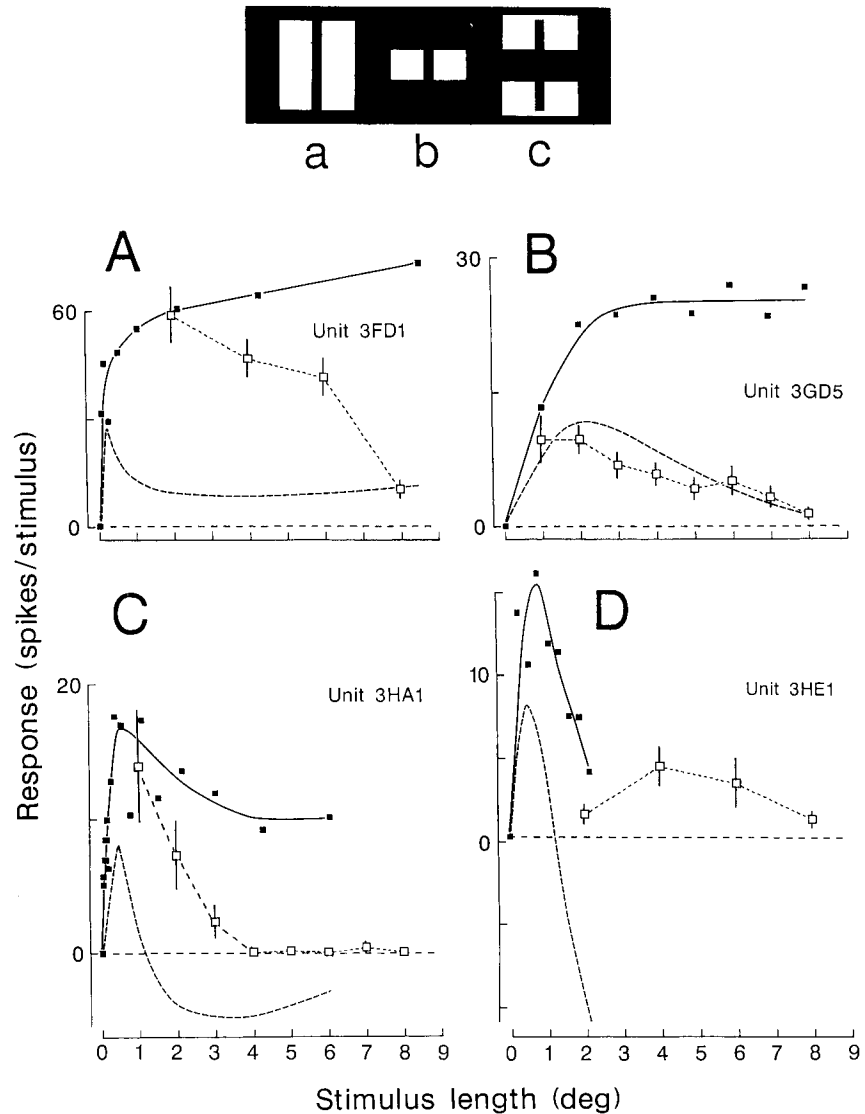 a b c
A
60
Unit 3FD1
0
B
30
Unit 3GD5
0
C
20
Unit 3HA1
10
0
D
10
Unit 3HE1
0
0 1 2 3 4 5 6 7 8 9
0 1 2 3 4 5 6 7 8 9
Response (spikes/stimulus)
Stimulus length (deg)